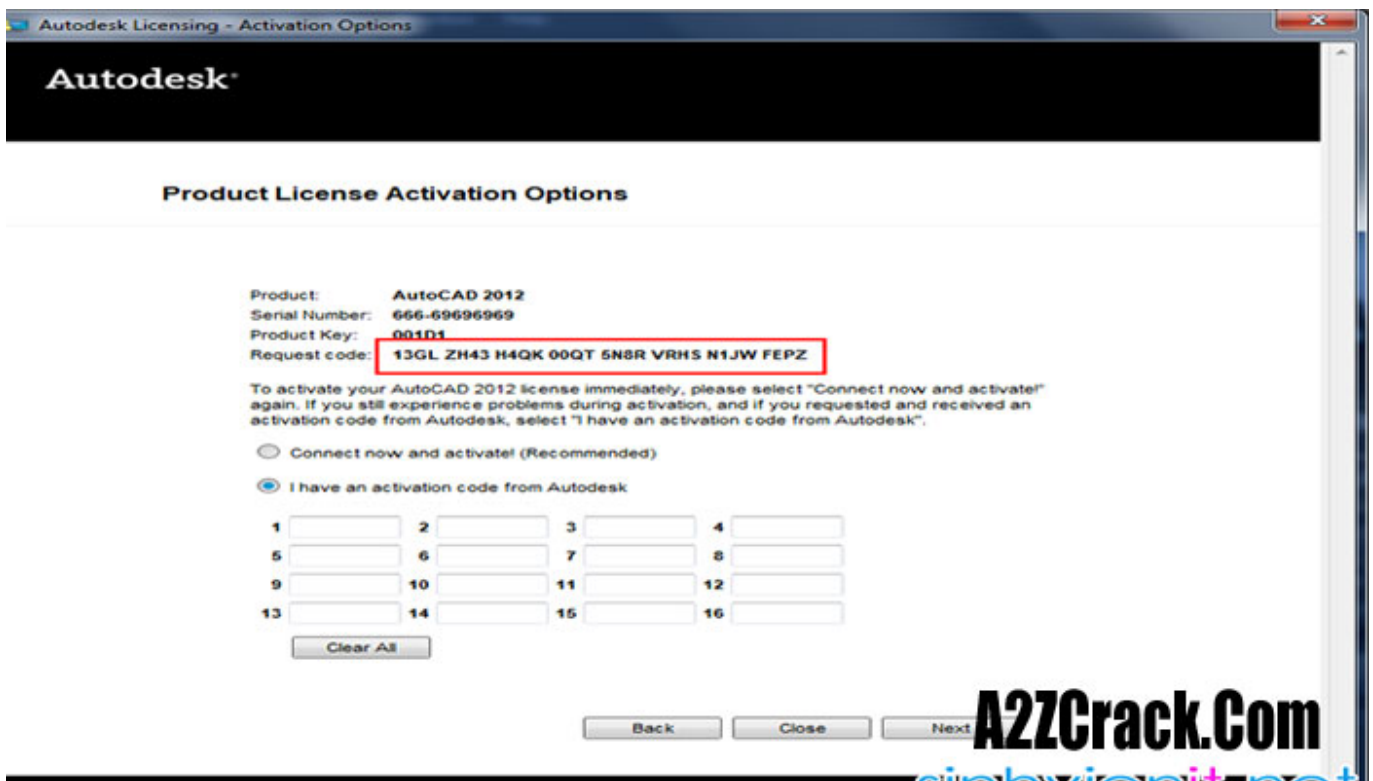 Autodesk Licensing - Activation Options
Autodesk
Product License Activation Options
Product: AutoCAD 2012
Serial Number: 666-69696969
Product Key: 001D1
Request code: 13GL ZH43 H4QK 00QT 5N8R VRHS N1JW FEPZ
To activate your AutoCAD 2012 license immediately, please select "Connect now and activate!"
again. If you still experience problems during activation, and if you requested and received an
activation code from Autodesk, select "I have an activation code from Autodesk".
Connect now and activate! (Recommended)
I have an activation code from Autodesk
1 2 3 4
5 6 7 8
9 10 11 12
13 14 15 16
Clear All
Back Close Next
A2ZCrack.Com